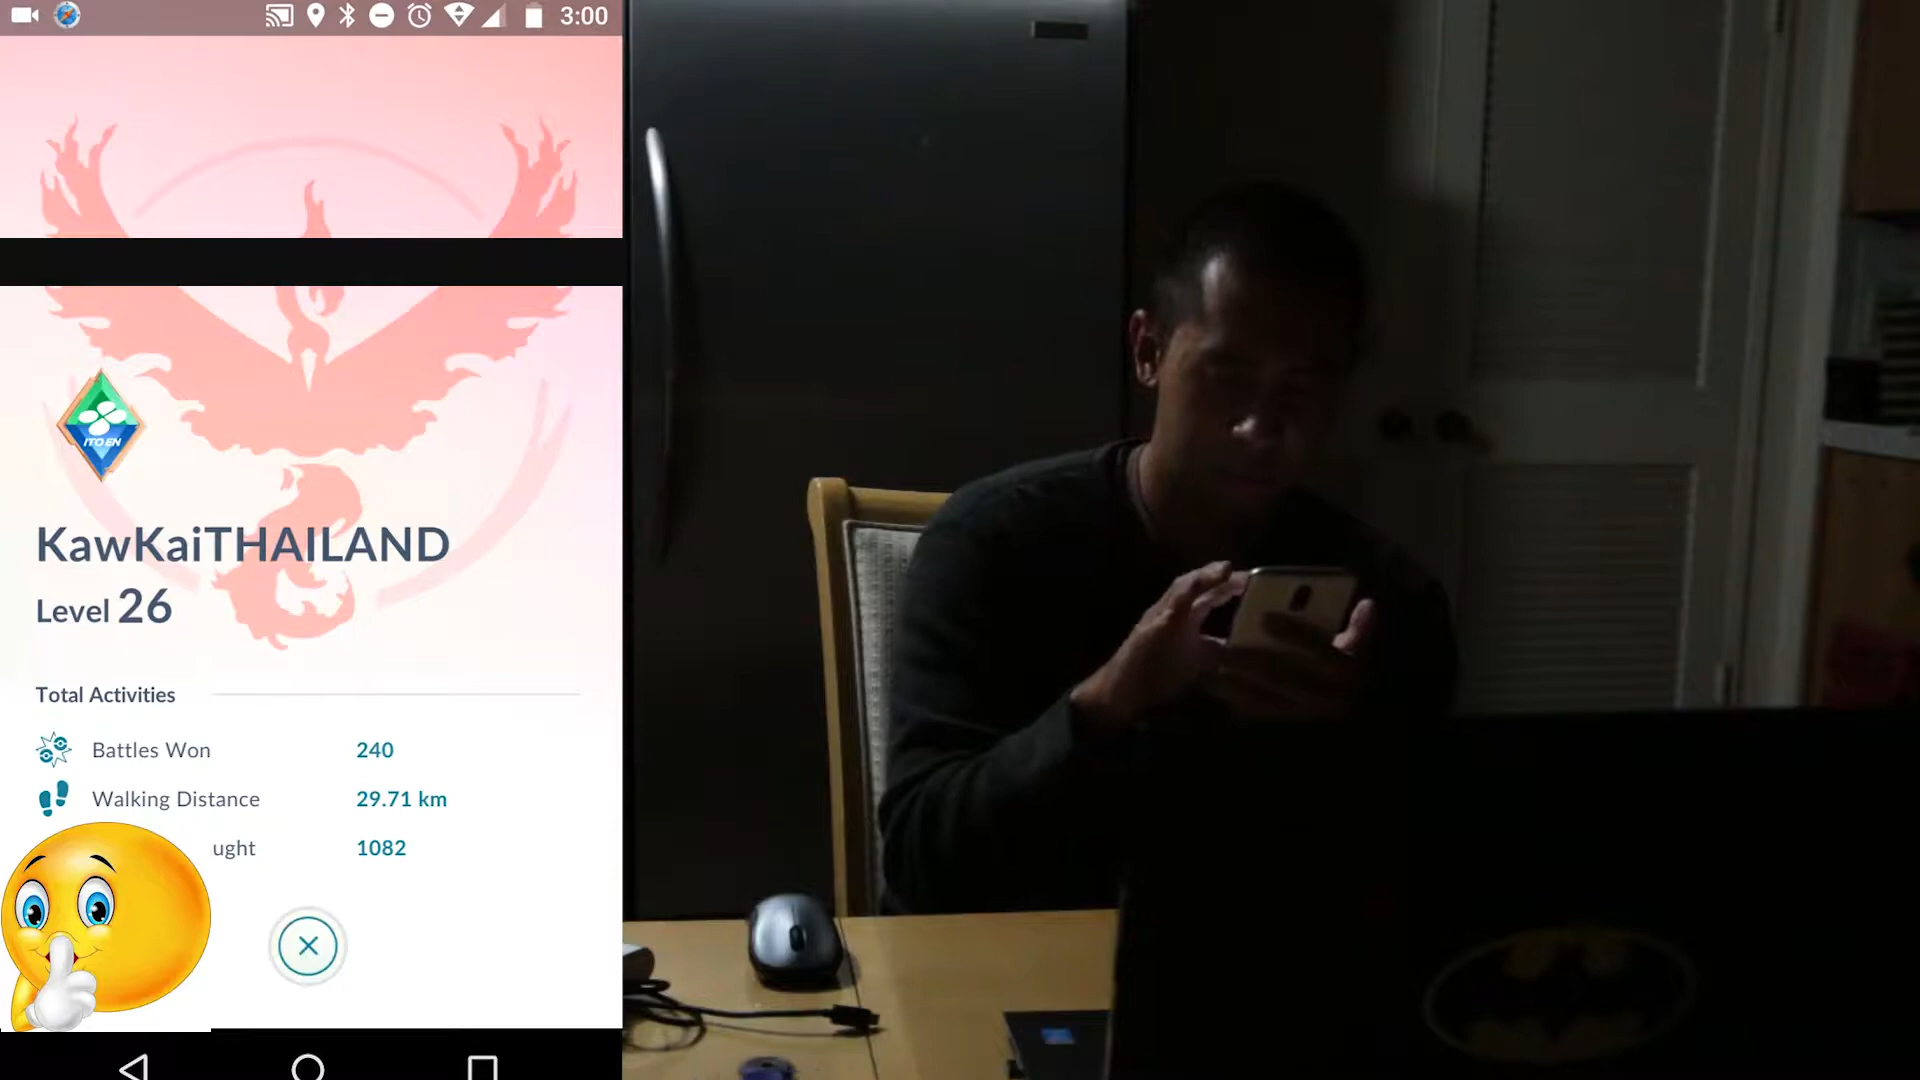 3:00
ITO EN
KawKaiTHAILAND
Level 26
Total Activities
Battles Won 240
Walking Distance 29.71 km
ught 1082